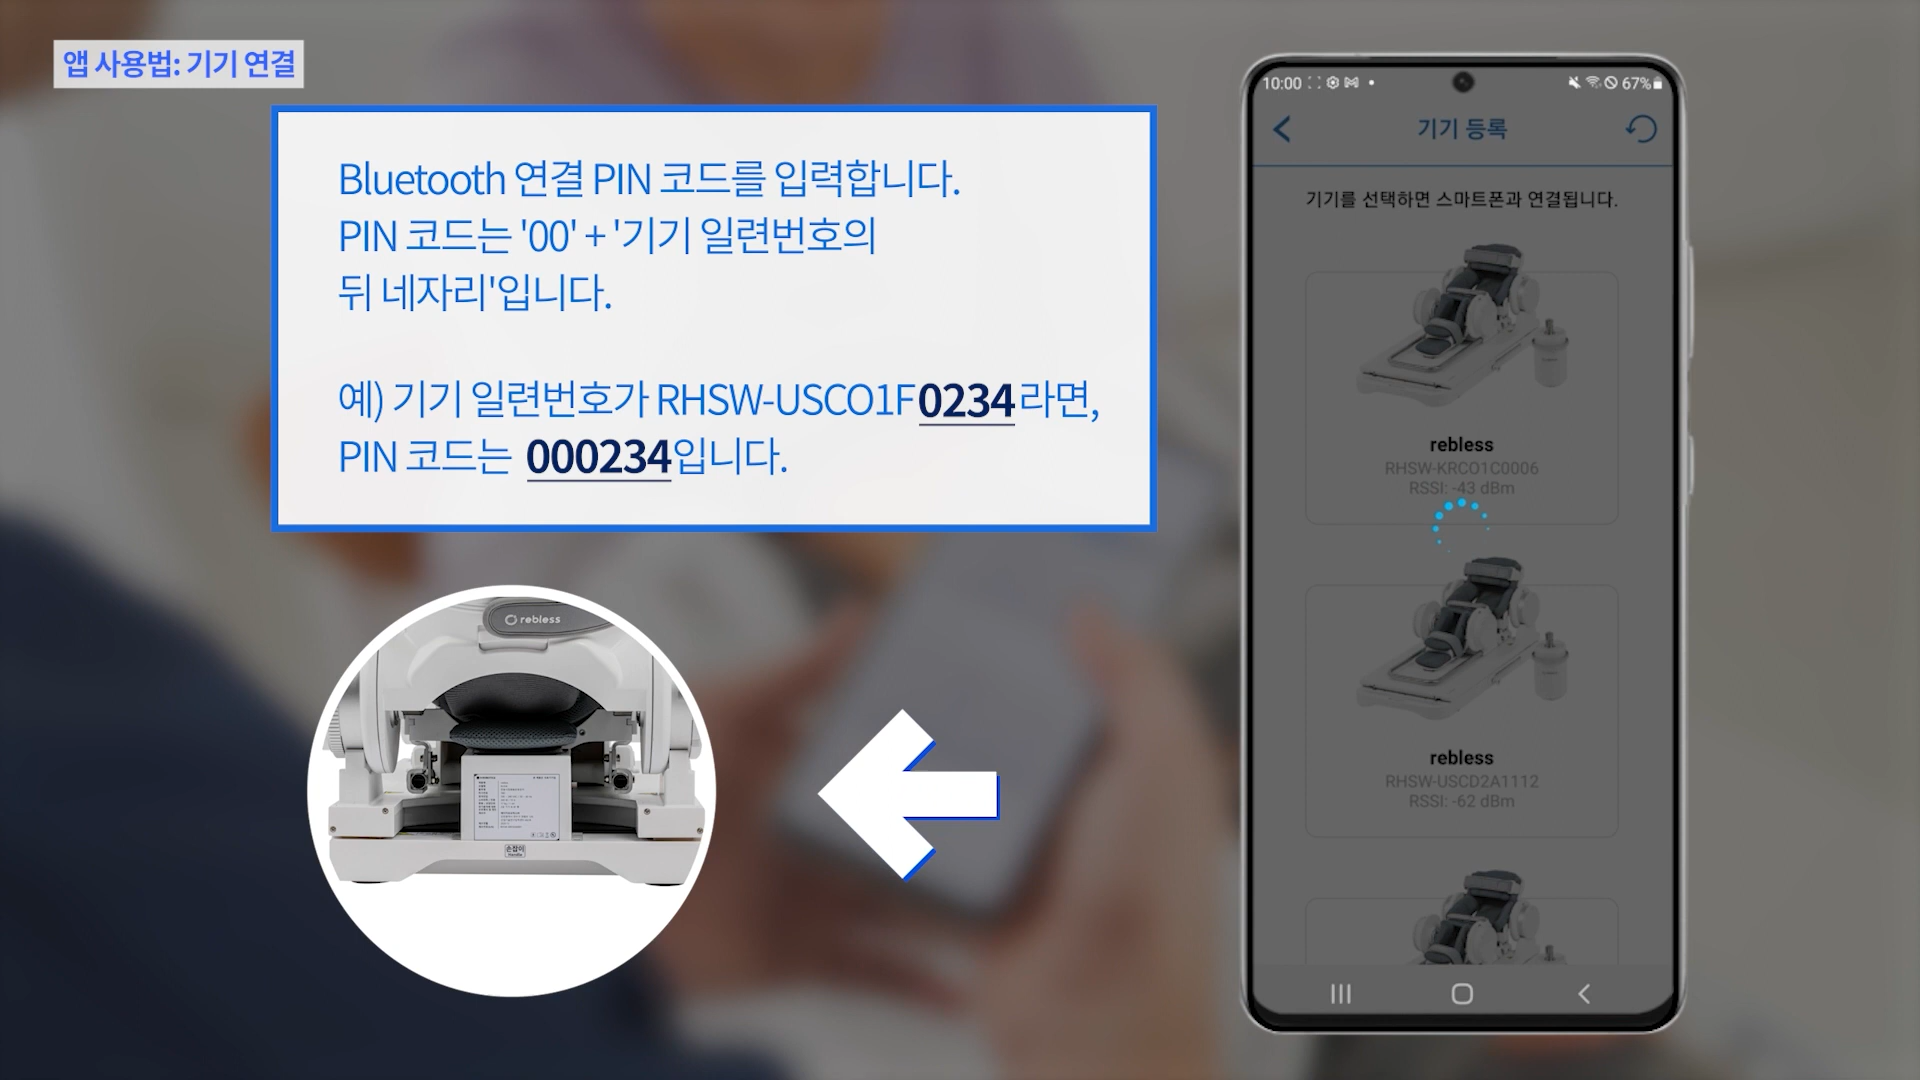 앱 사용법: 기기 연결
Bluetooth 연결 PIN 코드를 입력합니다.
PIN 코드는 '00' + '기기 일련번호의
뒤 네자리'입니다.
예) 기기 일련번호가 RHSW-USCO1F0234라면,
PIN 코드는 000234입니다.
rebless
손잡이
Handle
10:00
67%
기기 등록
기기를 선택하면 스마트폰과 연결됩니다.
rebless
RHSW-KRCO1C0006
RSSI: -43 dBm
rebless
RHSW-USCD2A1112
RSSI: -62 dBm